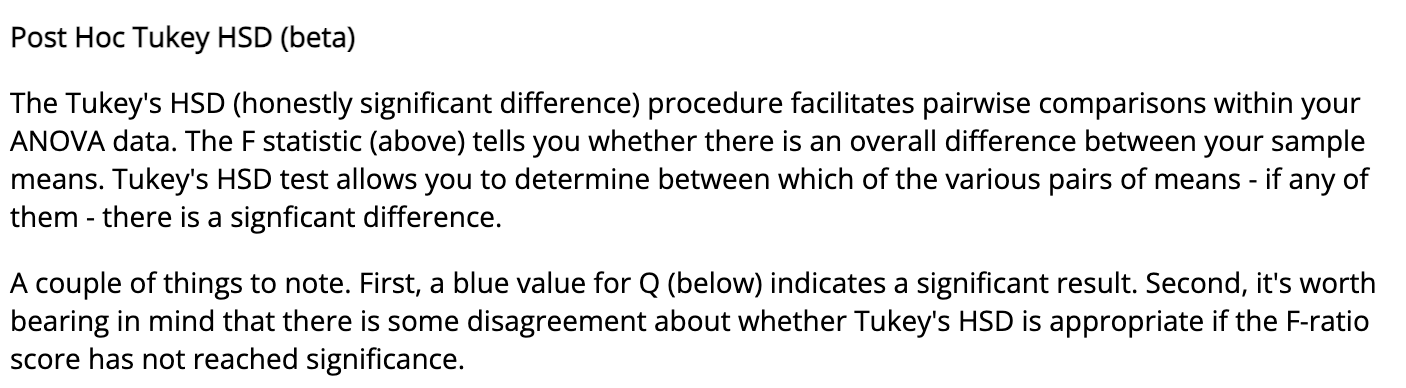 Post Hoc Tukey HSD (beta)
The Tukey's HSD (honestly significant difference) procedure facilitates pairwise comparisons within your
ANOVA data. The F statistic (above) tells you whether there is an overall difference between your sample
means. Tukey's HSD test allows you to determine between which of the various pairs of means - if any of
them - there is a signficant difference.
A couple of things to note. First, a blue value for Q (below) indicates a significant result. Second, it's worth
bearing in mind that there is some disagreement about whether Tukey's HSD is appropriate if the F-ratio
score has not reached significance.